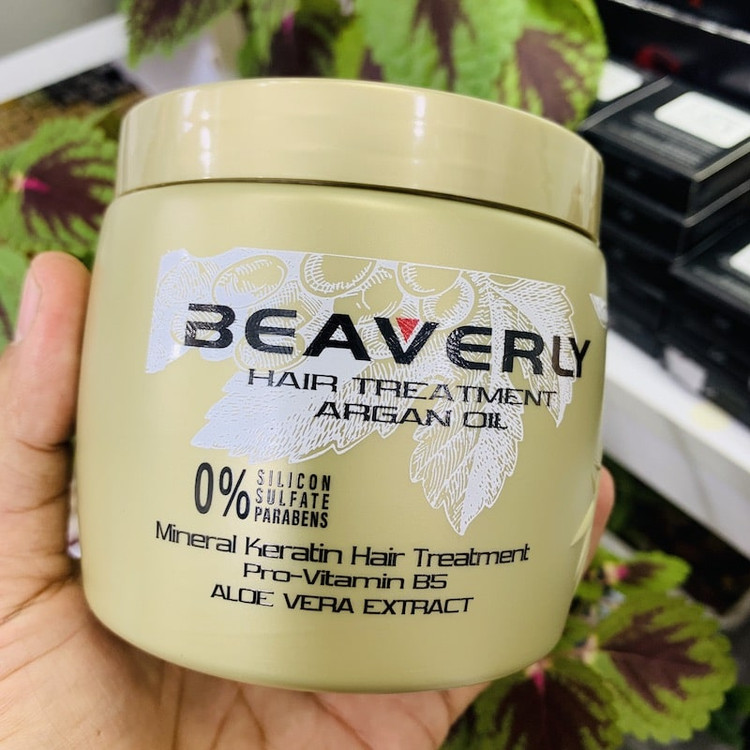 BEAVERLY
HAIR TREATMENT
ARGAN OIL
0% SILICON
SULFATE
PARABENS
Mineral Keratin Hair Treatment
Pro-Vitamin B5
ALOE VERA EXTRACT